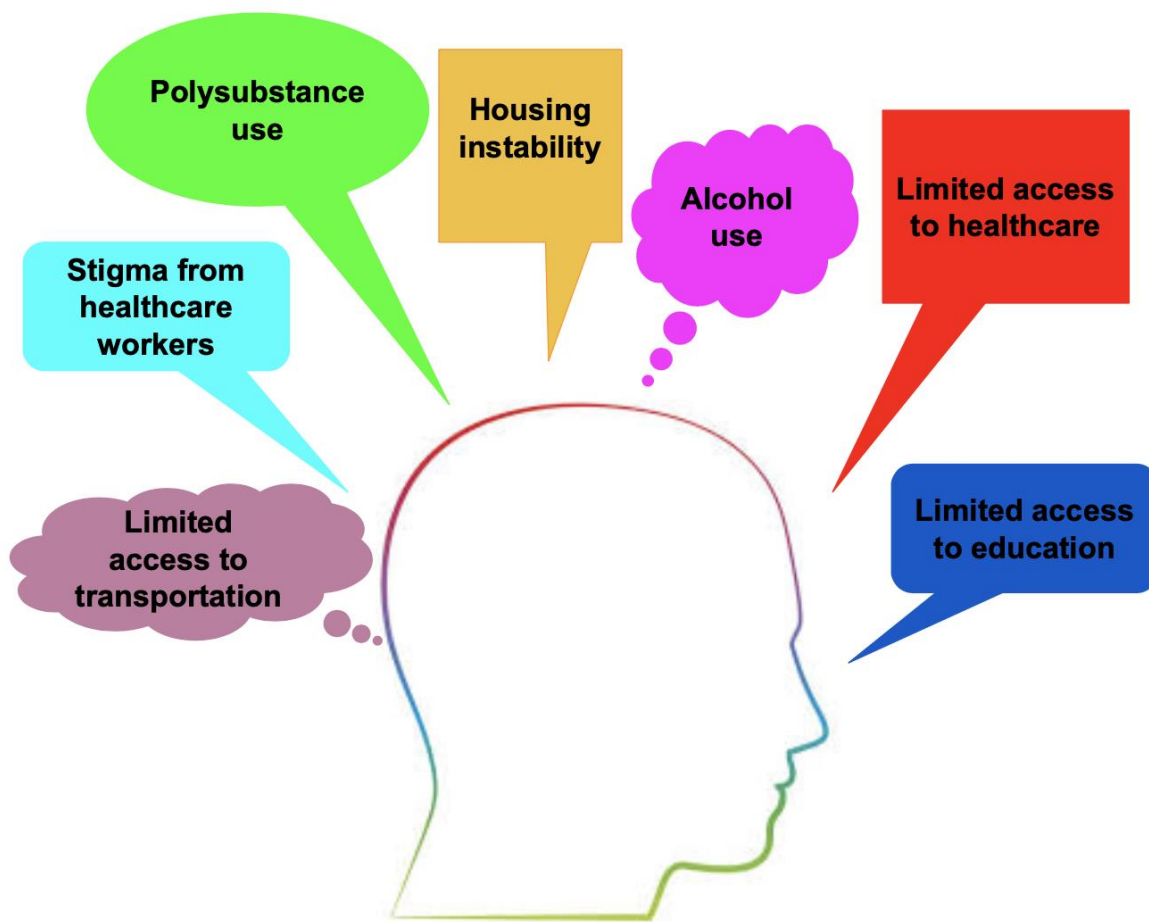 Polysubstance
use
Housing
instability
Alcohol
use
Limited access
to healthcare
Stigma from
healthcare
workers
Limited
access to
transportation
Limited access
to education